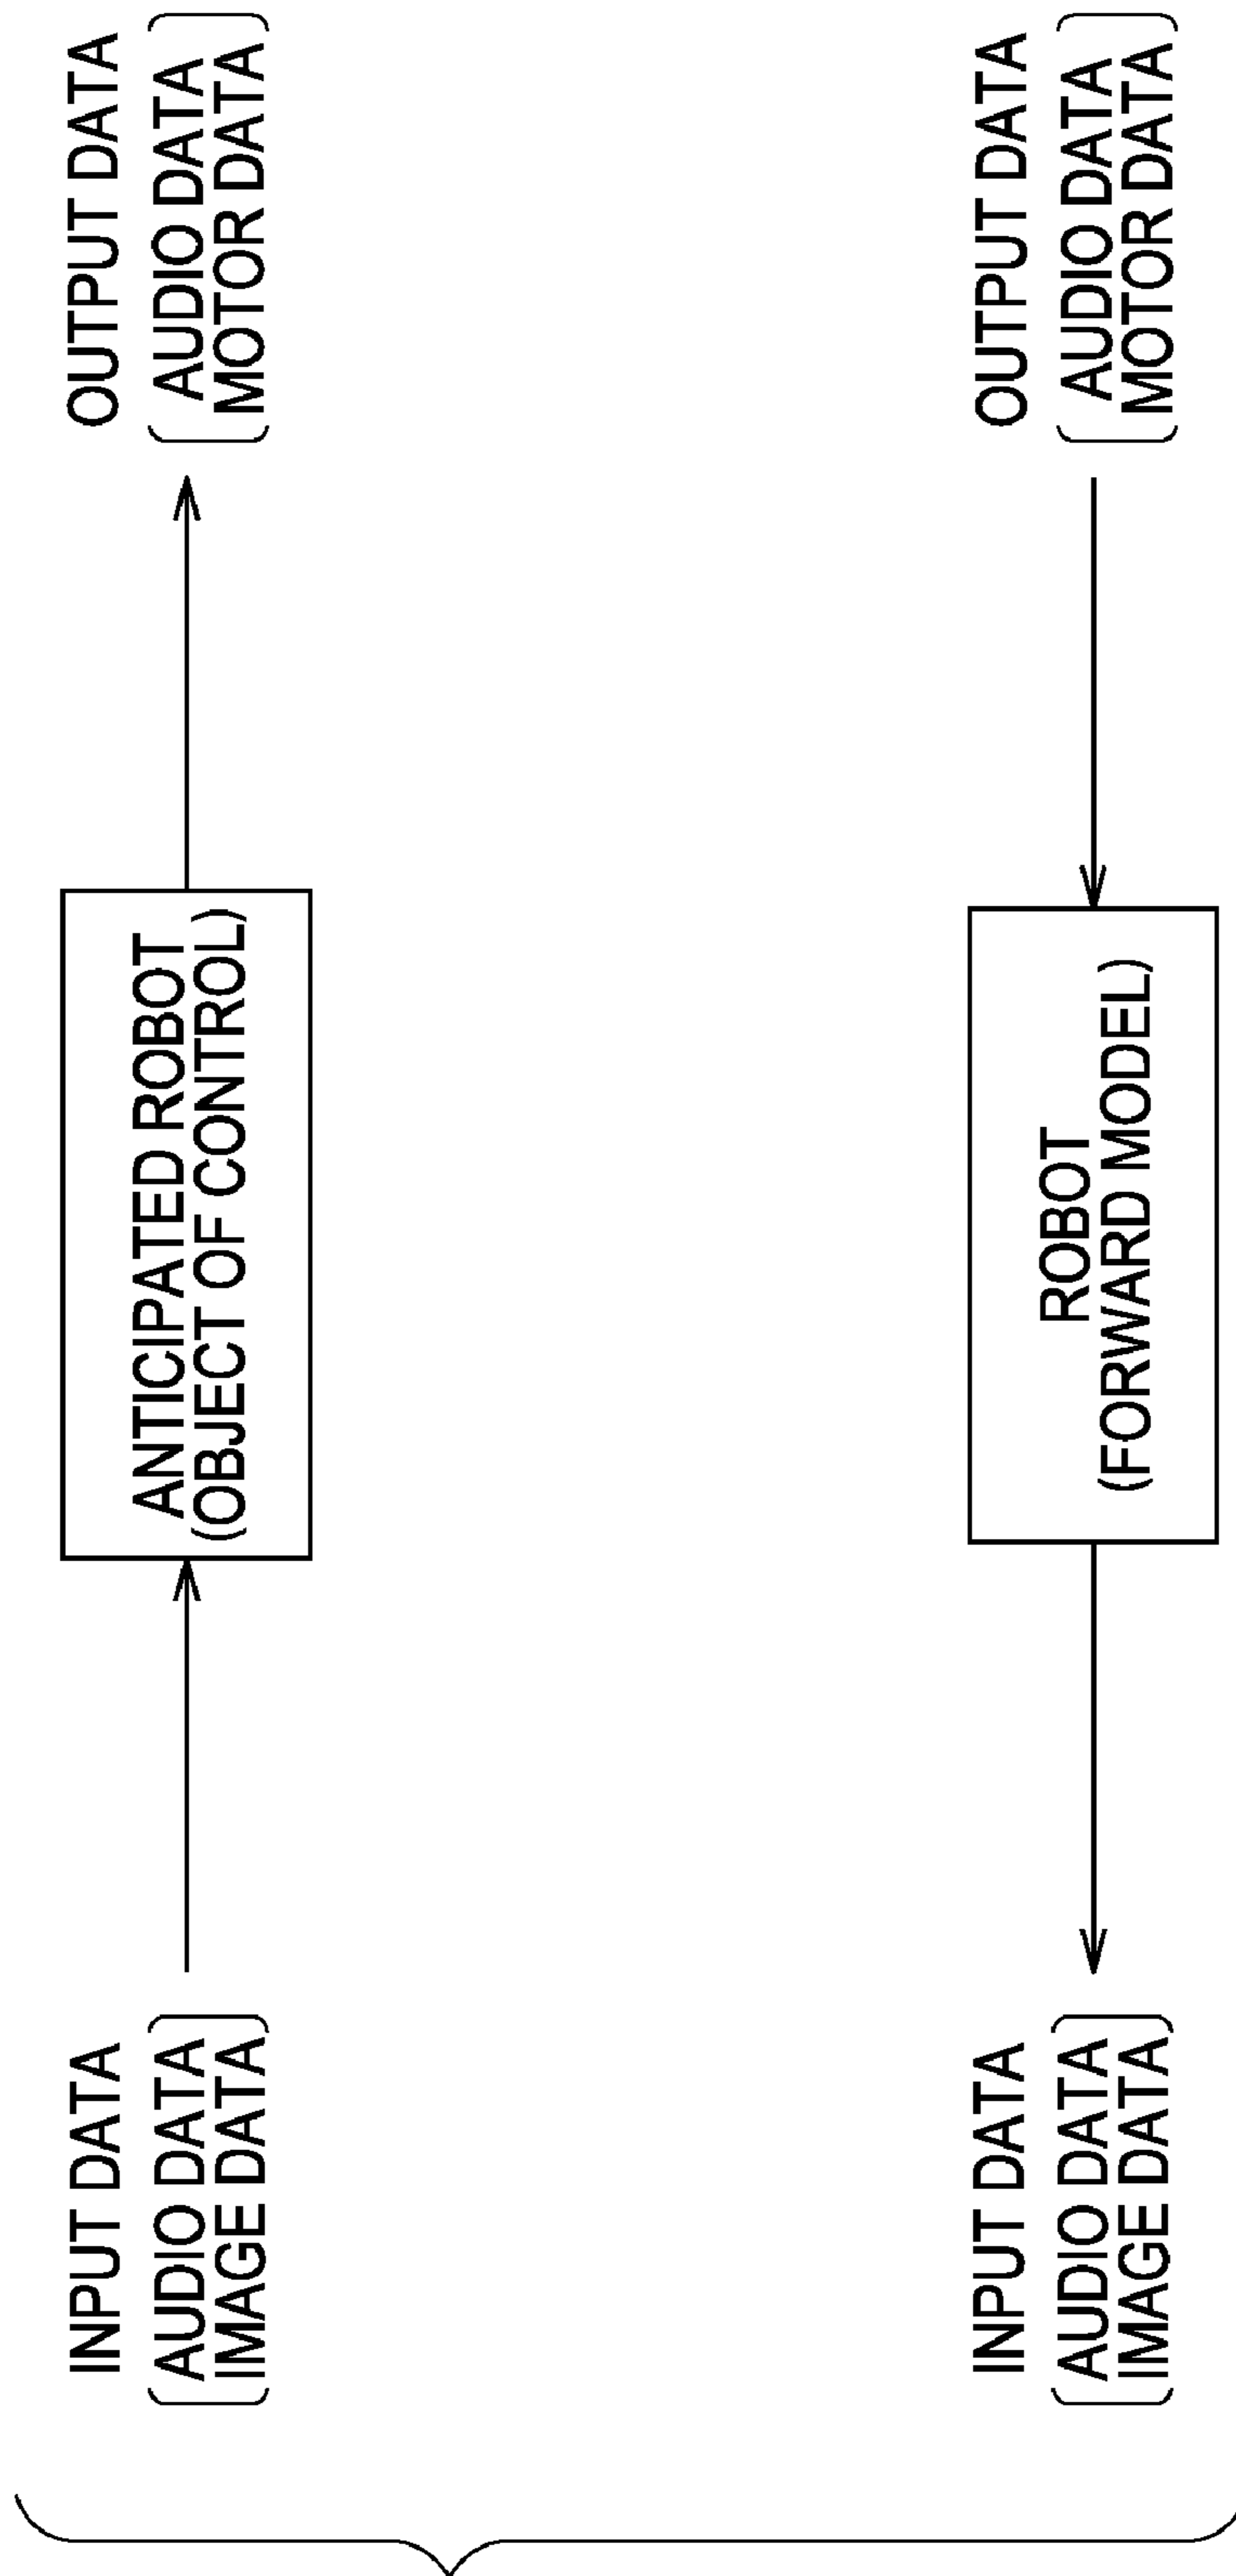 INPUT DATA
(AUDIO DATA
IMAGE DATA)
ANTICIPATED ROBOT
(OBJECT OF CONTROL)
OUTPUT DATA
(AUDIO DATA
MOTOR DATA)
INPUT DATA
(AUDIO DATA
IMAGE DATA)
ROBOT
(FORWARD MODEL)
OUTPUT DATA
(AUDIO DATA
MOTOR DATA)